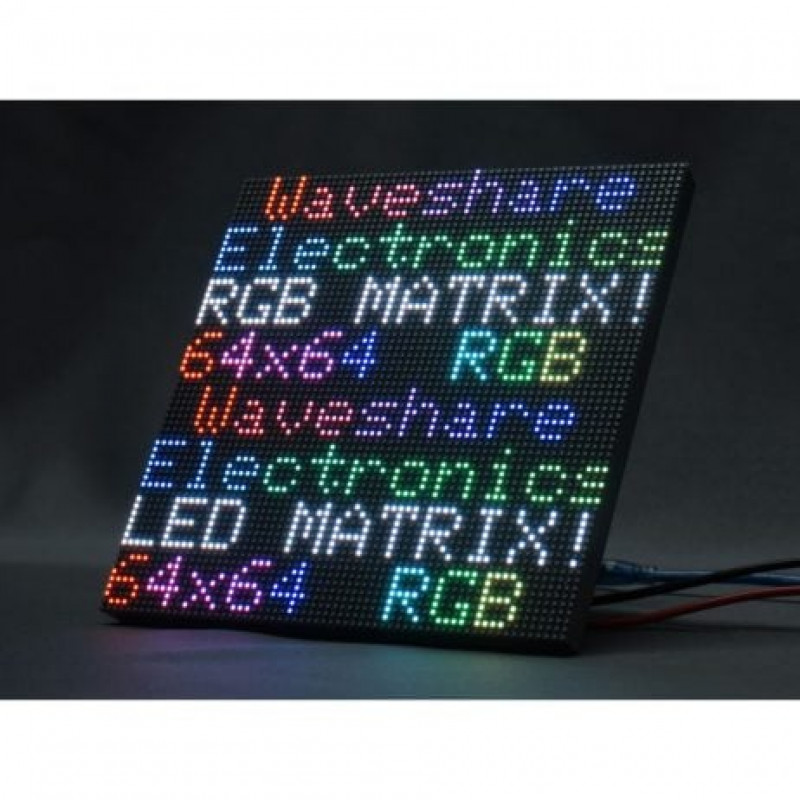 Waveshare
Electronics
RGB MATRIX!
64x64 RGB
Waveshare
Electronics
LED MATRIX!
64x64 RGB